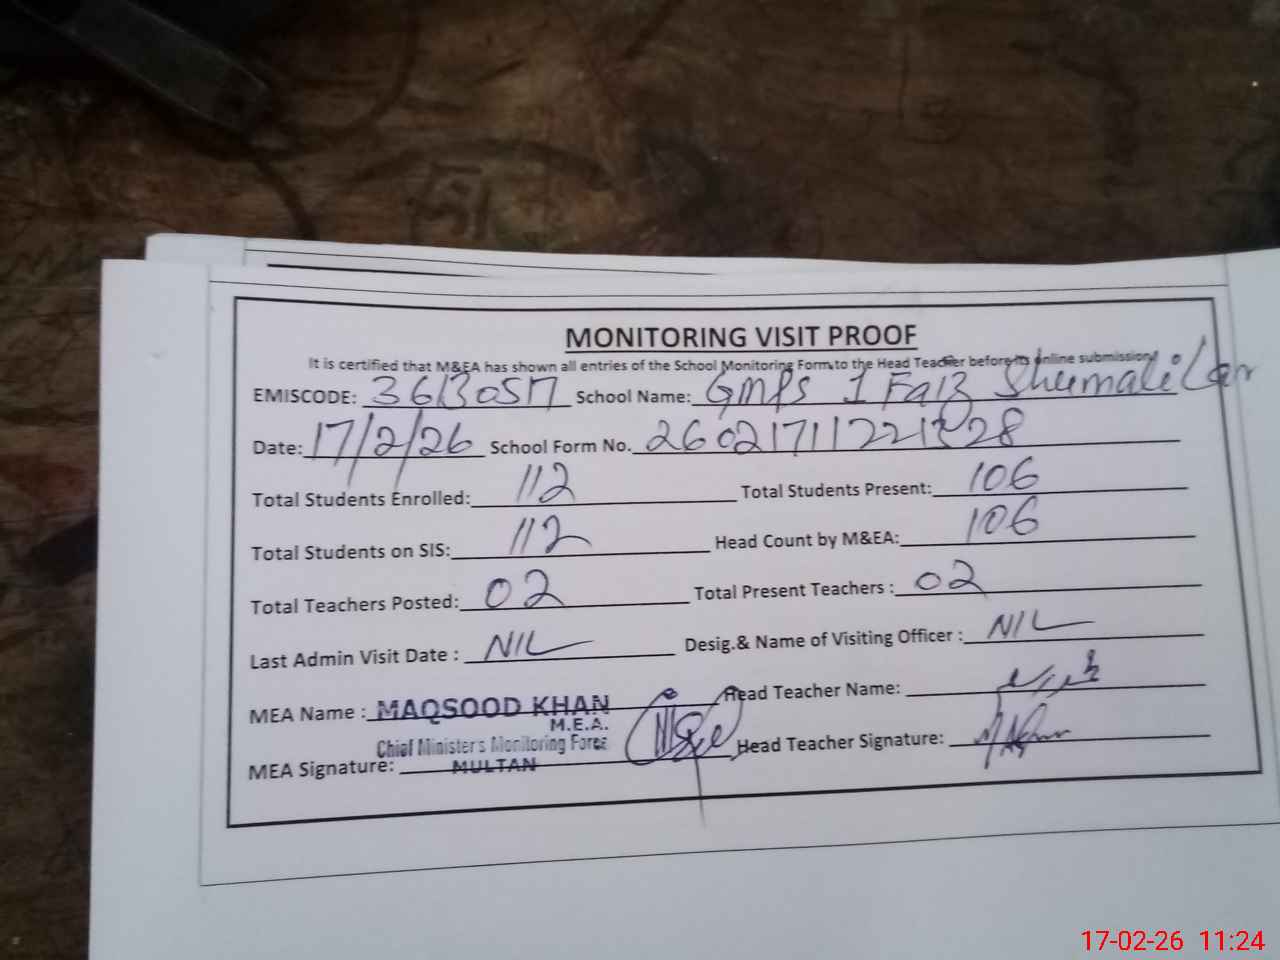 MONITORING VISIT PROOF
It is certified that M&EA has shown all entries of the School Monitoring Form to the Head Teacher before its online submission
EMISCODE: School Name: GMPS 1 Faiz Shumali
Date: 17/2/26 School Form No.
Total Students Enrolled: 112 Total Students Present: 106
Total Students on SIS: 112 Head Count by M&EA: 106
Total Teachers Posted: 02 Total Present Teachers : 02
Last Admin Visit Date : NIL Desig.& Name of Visiting Officer : NIL
MEA Name : MAQSOOD KHAN Head Teacher Name:
M.E.A.
Chief Minister's Monitoring Force
MEA Signature: MULTAN Head Teacher Signature:
17-02-26 11:24